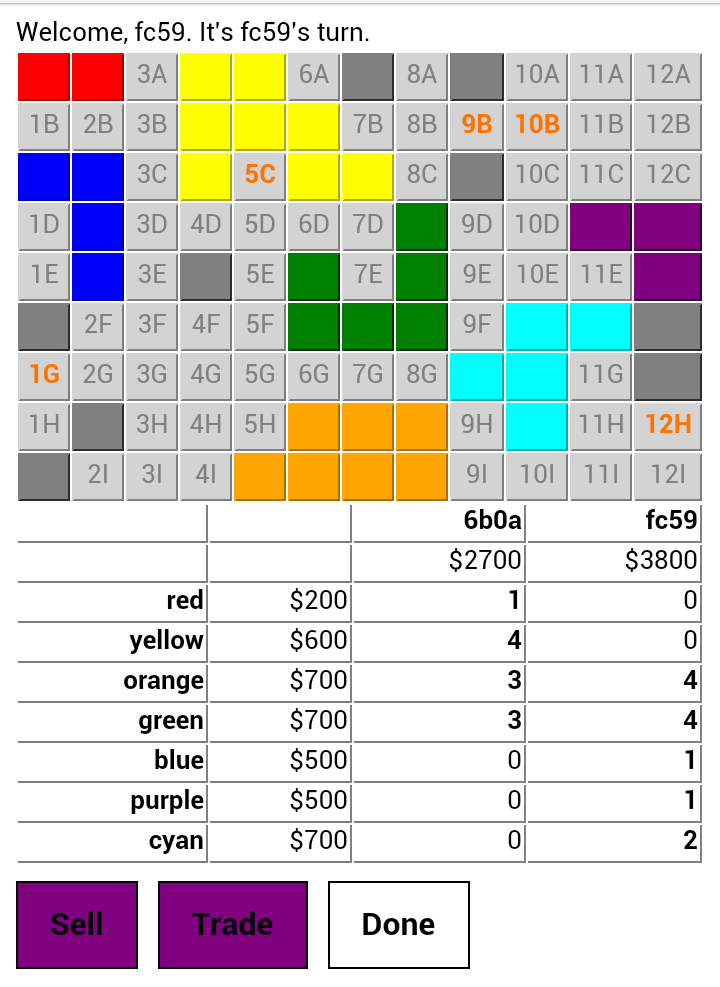 Welcome, fc59. It's fc59's turn.
3A 6A 8A 10A 11A 12A
1B 2B 3B 7B 8B 9B 10B 11B 12B
3C 5C 8C 10C 11C 12C
1D 3D 4D 5D 6D 7D 9D 10D
1E 3E 5E 7E 9E 10E 11E
2F 3F 4F 5F 9F
1G 2G 3G 4G 5G 6G 7G 8G 11G
1H 3H 4H 5H 9H 11H 12H
2I 3I 4I 9I 10I 11I 12I
6b0a fc59
$2700 $3800
red $200 1 0
yellow $600 4 0
orange $700 3 4
green $700 3 4
blue $500 0 1
purple $500 0 1
cyan $700 0 2
Sell Trade Done